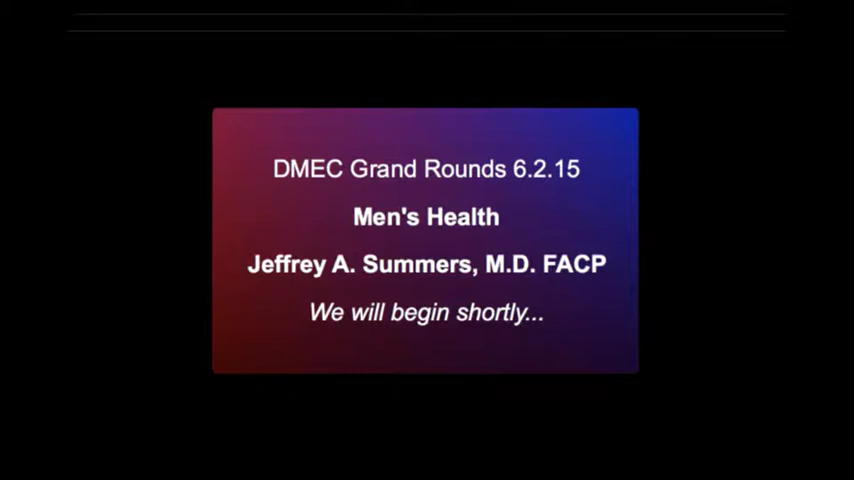 DMEC Grand Rounds 6.2.15
Men's Health
Jeffrey A. Summers, M.D. FACP
We will begin shortly...